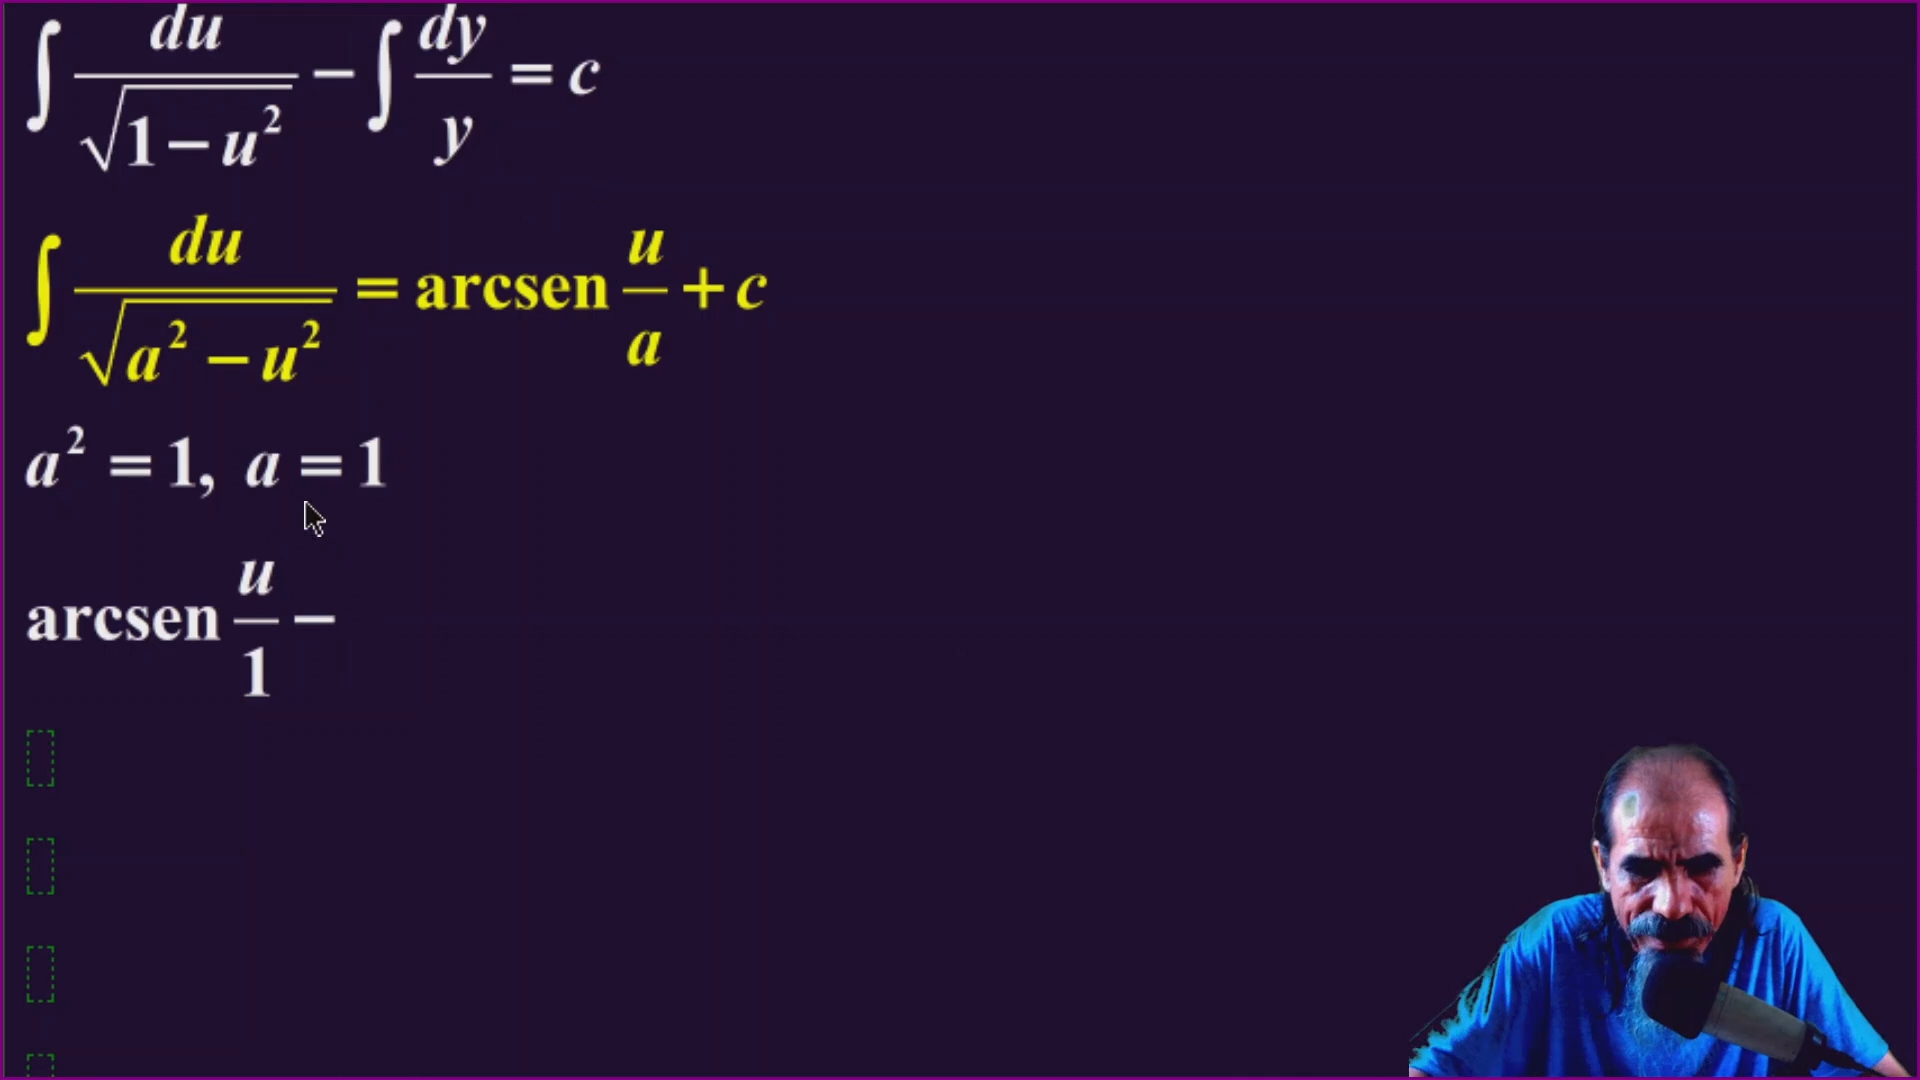 ∫ du/√(1−u²) − ∫ dy/y = c
∫ du/√(a²−u²) = arcsen u/a + c
a² = 1, a = 1
arcsen u/1 −